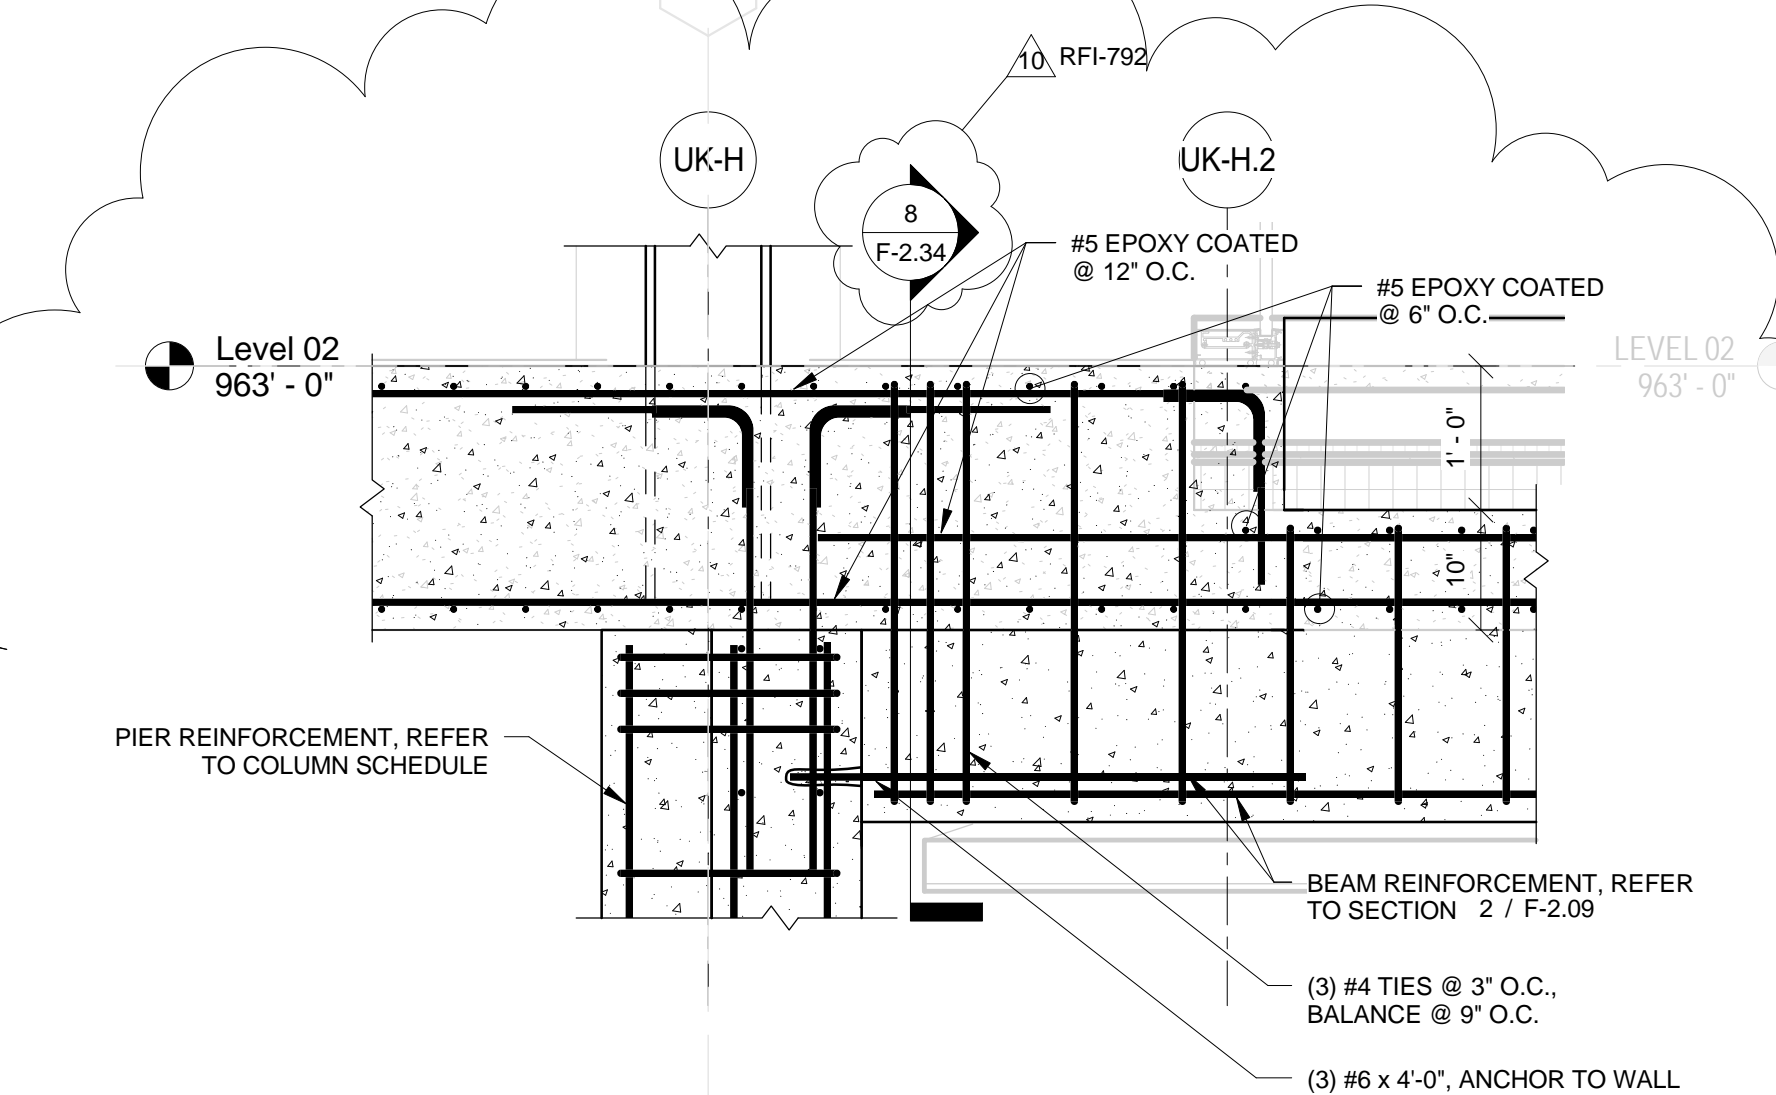 10 RFI-792
UK-H
UK-H.2
8
F-2.34
#5 EPOXY COATED
@ 12" O.C.
#5 EPOXY COATED
@ 6" O.C.
Level 02
963' - 0"
LEVEL 02
963' - 0"
1' - 0"
10"
PIER REINFORCEMENT, REFER
TO COLUMN SCHEDULE
BEAM REINFORCEMENT, REFER
TO SECTION 2 / F-2.09
(3) #4 TIES @ 3" O.C.,
BALANCE @ 9" O.C.
(3) #6 x 4'-0", ANCHOR TO WALL